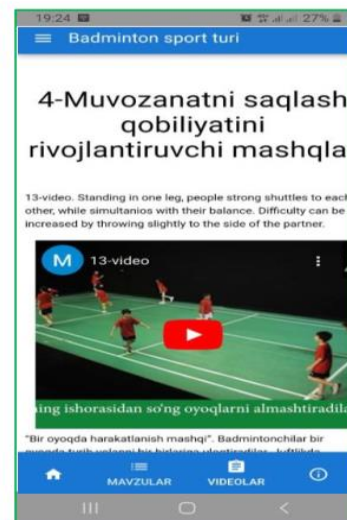 19:24 27%
Badminton sport turi
4-Muvozanatni saqlash
qobiliyatini
rivojlantiruvchi mashqla
13-video. Standing in one leg, people strong shuttles to each
other, while simultanios with their balance. Difficulty can be
increased by throwing slightly to the side of the partner.
M 13-video
ning ishorasidan so'ng oyoqlarni almashtiradila
"Bir oyoqda harakatlanish mashqi". Badmintonchilar bir
MAVZULAR VIDEOLAR